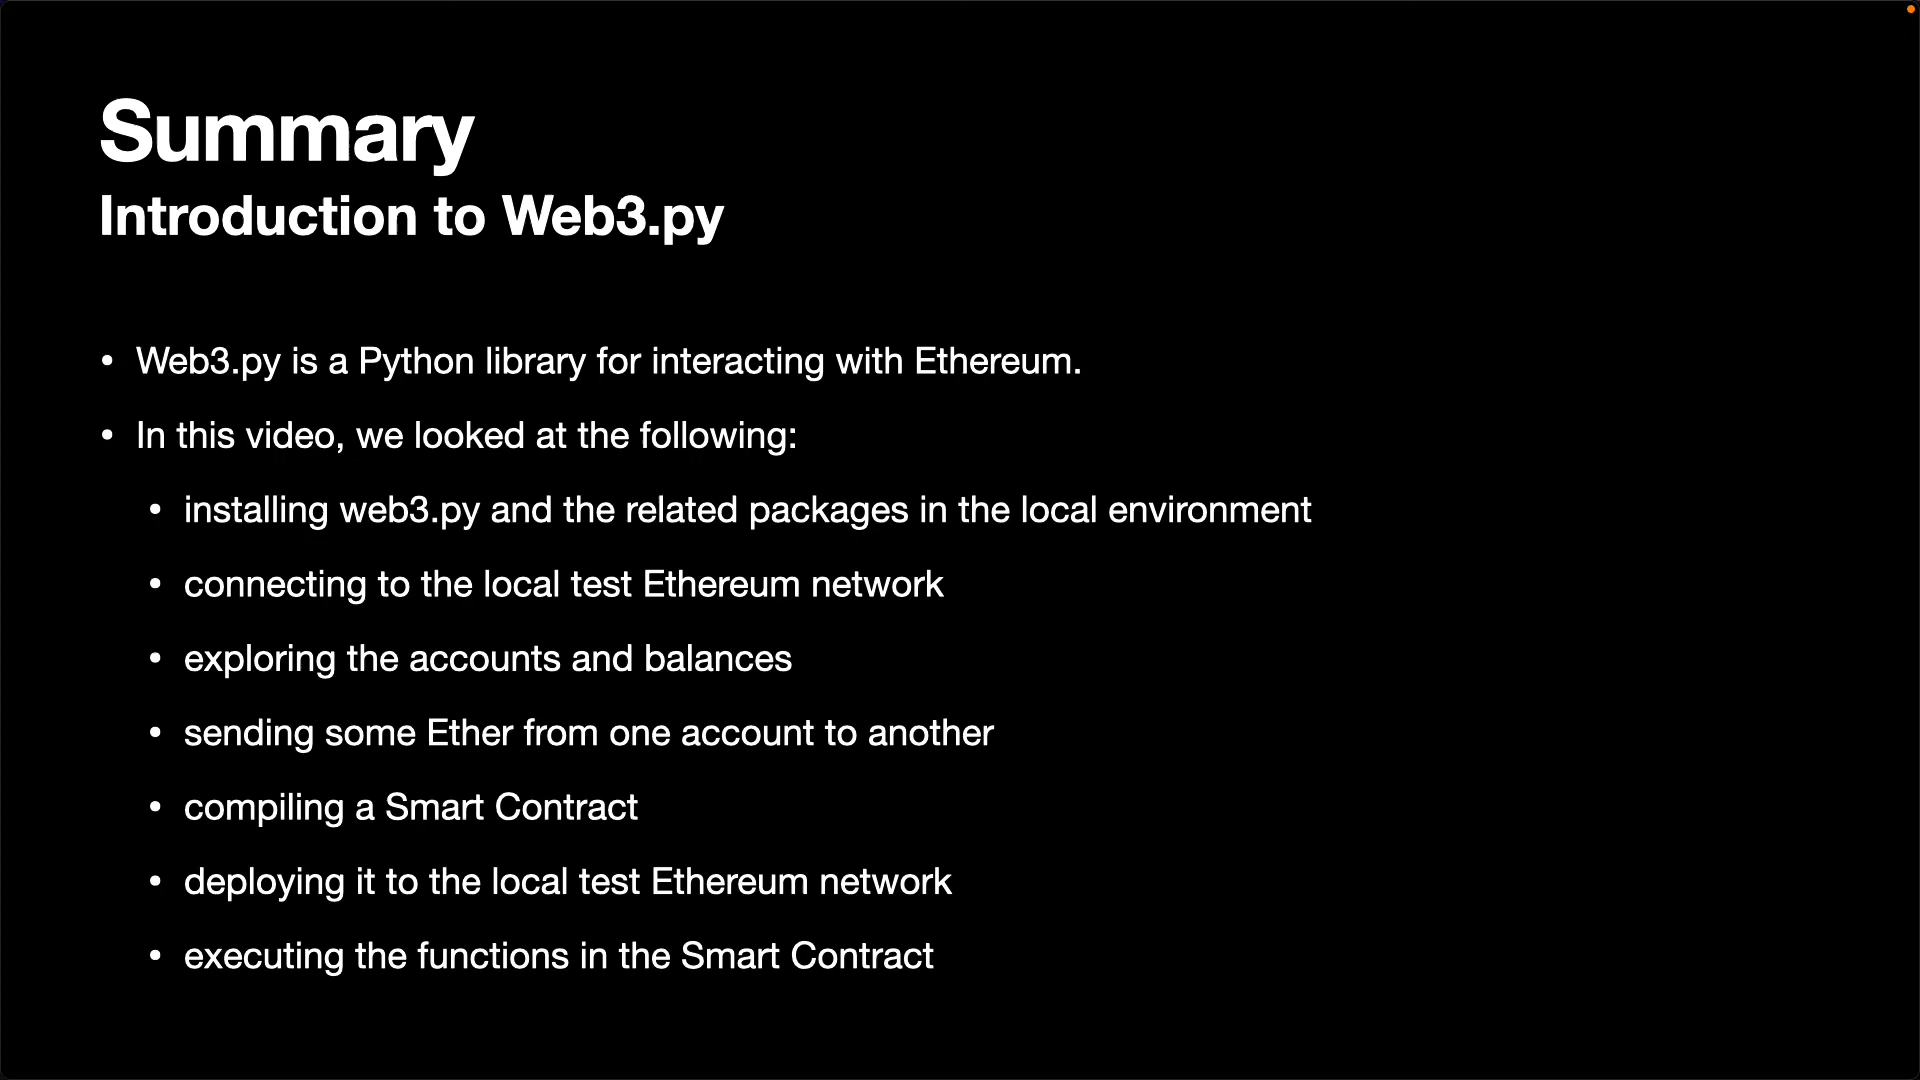 Summary
Introduction to Web3.py
• Web3.py is a Python library for interacting with Ethereum.
• In this video, we looked at the following:
• installing web3.py and the related packages in the local environment
• connecting to the local test Ethereum network
• exploring the accounts and balances
• sending some Ether from one account to another
• compiling a Smart Contract
• deploying it to the local test Ethereum network
• executing the functions in the Smart Contract